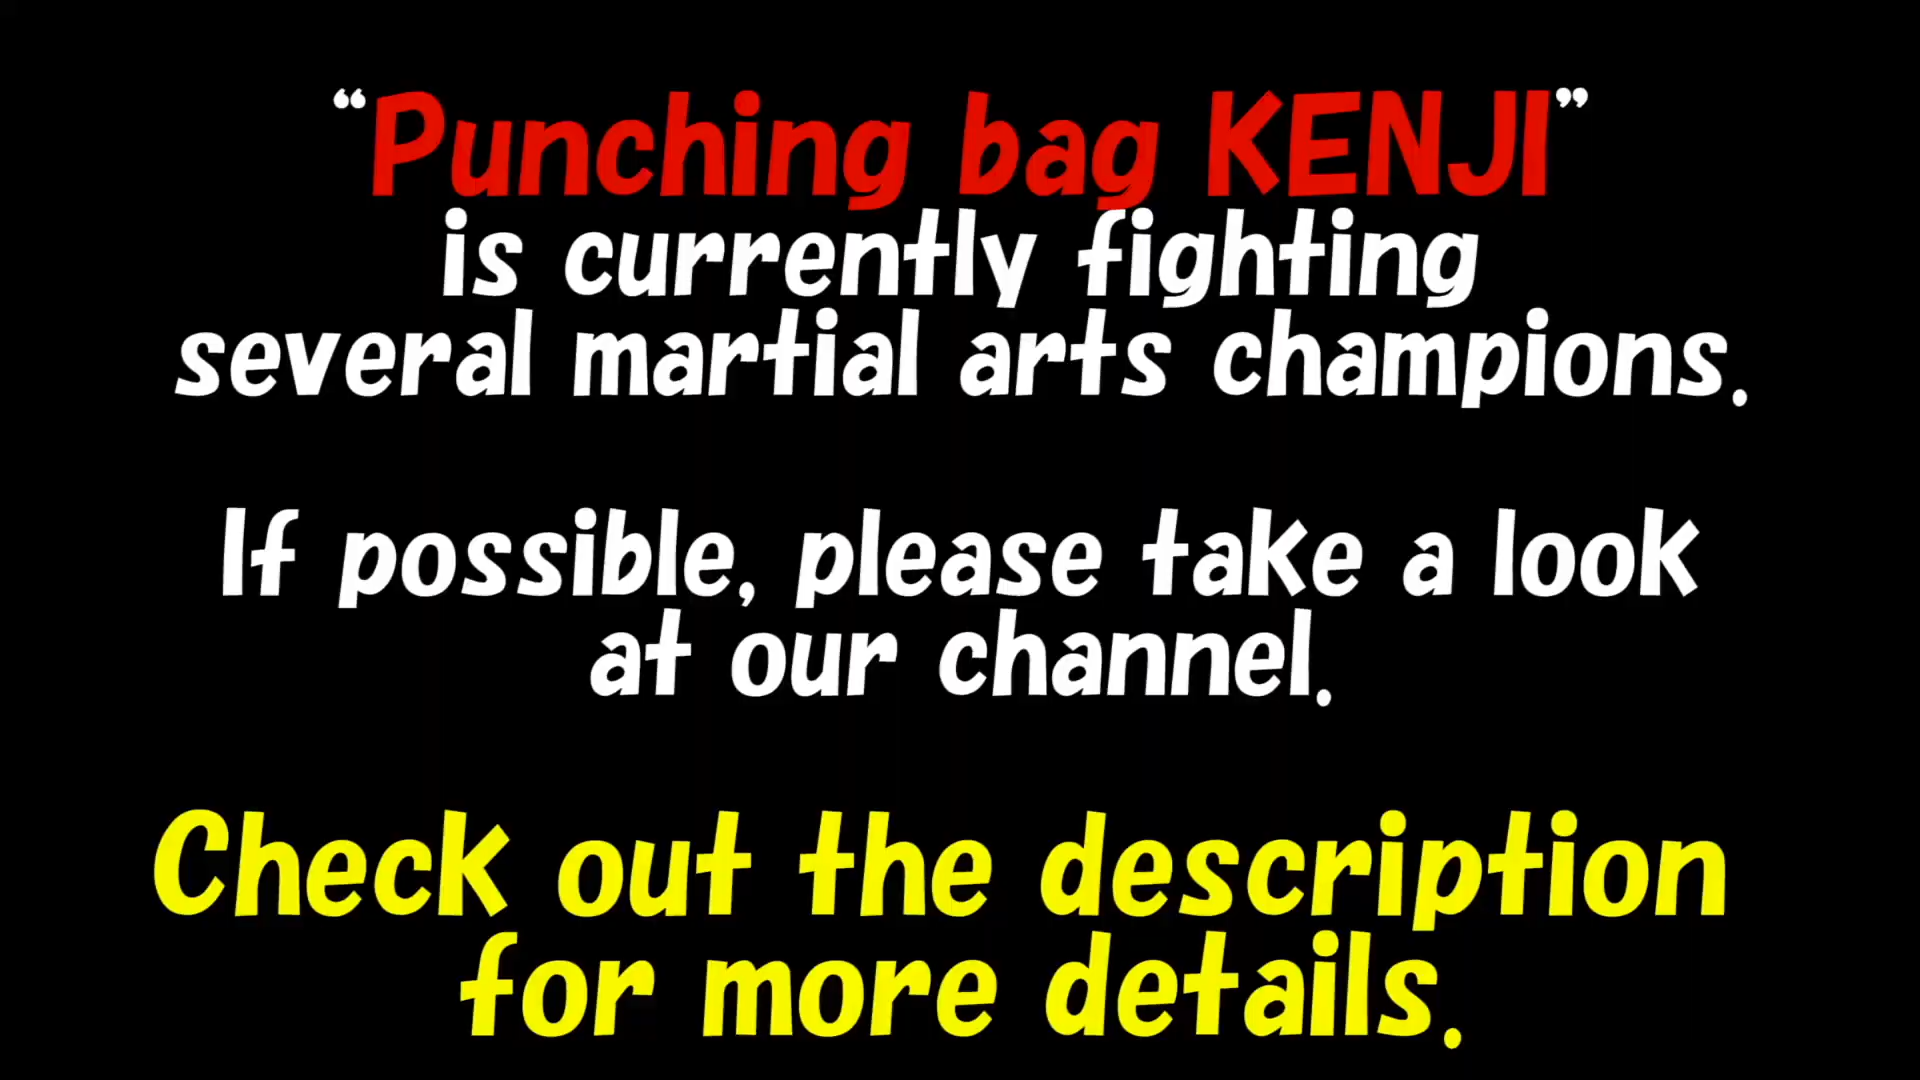 “Punching bag KENJI”
is currently fighting
several martial arts champions.
If possible, please take a look
at our channel.
Check out the description
for more details.